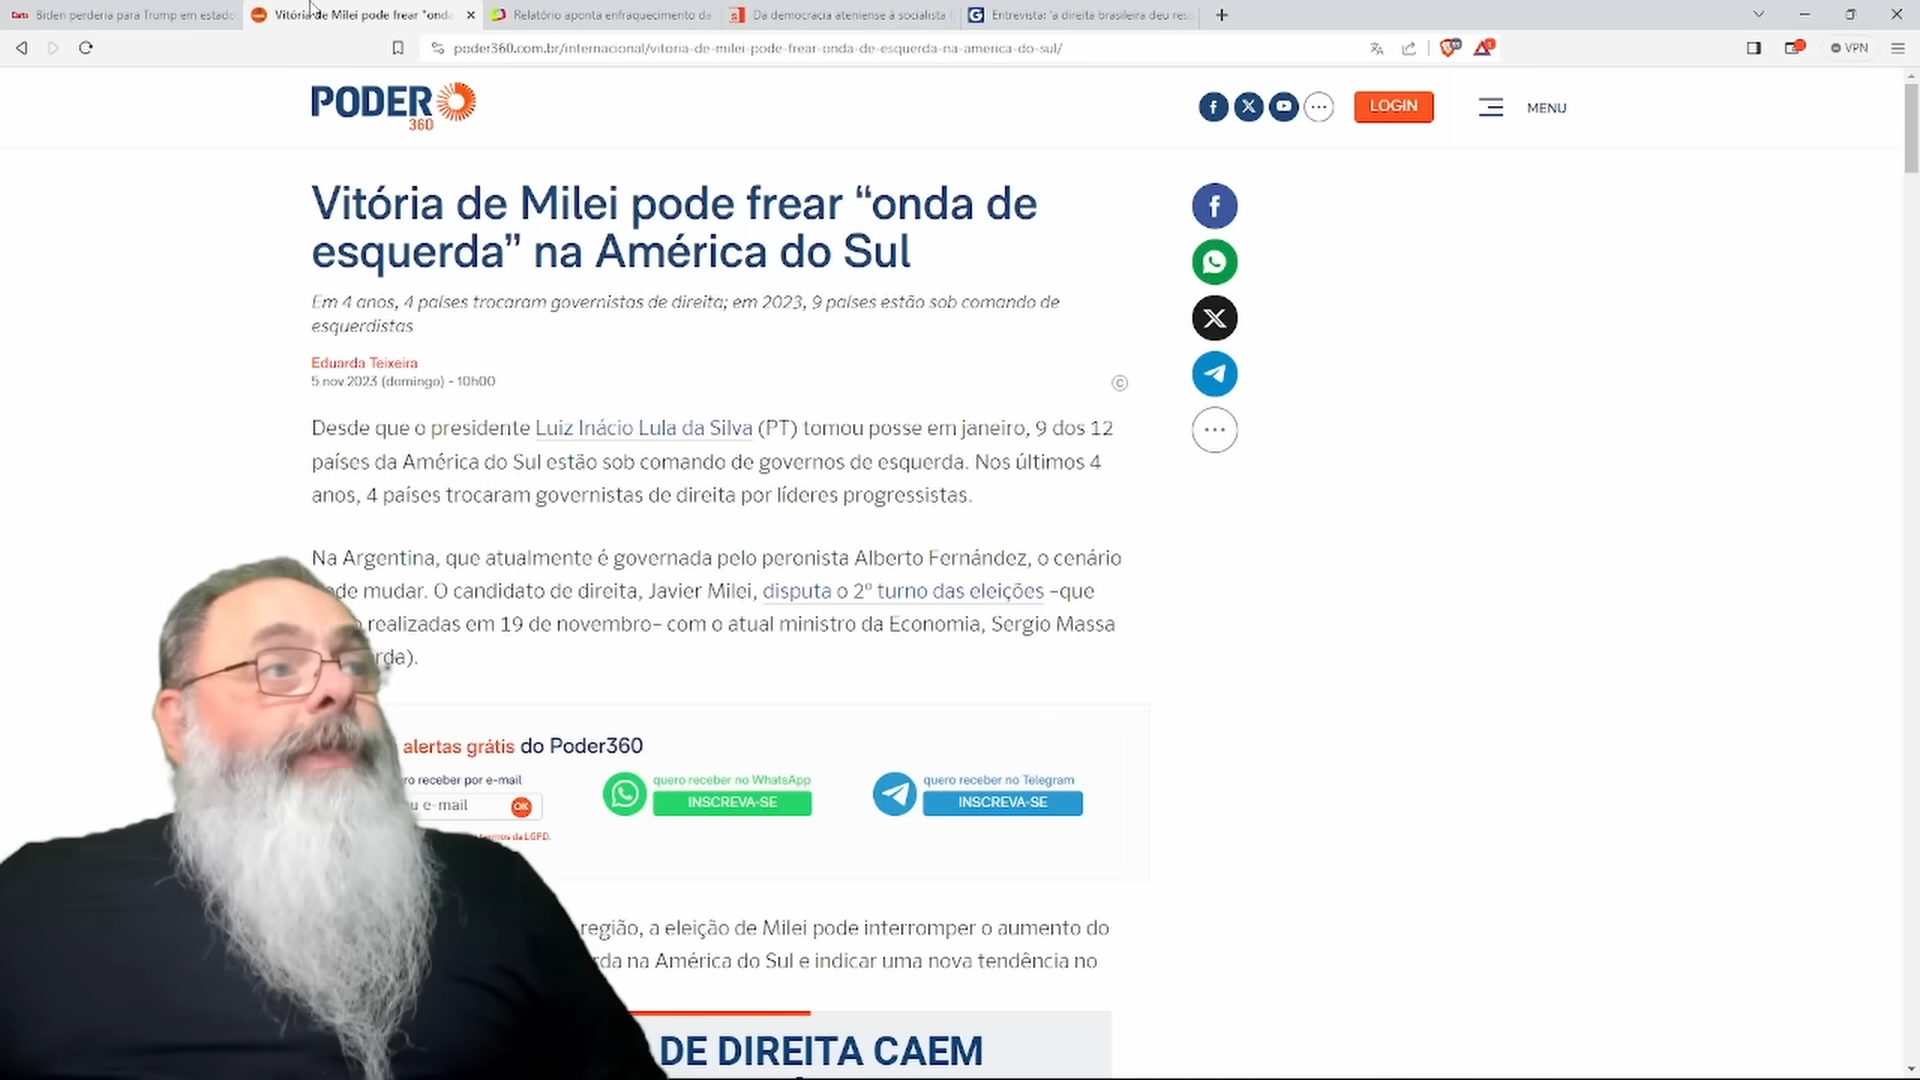 Biden perderia para Trump em estado
Vitória de Milei pode frear "onda
Relatório aponta enfraquecimento da
Da democracia ateniense à socialista
Entrevista: 'a direita brasileira deu
poder360.com.br/internacional/vitoria-de-milei-pode-frear-onda-de-esquerda-na-america-do-sul/
VPN
PODER
360
LOGIN
MENU
Vitória de Milei pode frear “onda de
esquerda” na América do Sul
Em 4 anos, 4 países trocaram governistas de direita; em 2023, 9 países estão sob comando de
esquerdistas
Eduarda Teixeira
5.nov.2023 (domingo) - 10h00
Desde que o presidente Luiz Inácio Lula da Silva (PT) tomou posse em janeiro, 9 dos 12
países da América do Sul estão sob comando de governos de esquerda. Nos últimos 4
anos, 4 países trocaram governistas de direita por líderes progressistas.
Na Argentina, que atualmente é governada pelo peronista Alberto Fernández, o cenário
mudar. O candidato de direita, Javier Milei, disputa o 2º turno das eleições –que
realizadas em 19 de novembro– com o atual ministro da Economia, Sergio Massa
alertas grátis do Poder360
receber por e-mail
quero receber no WhatsApp
quero receber no Telegram
e-mail
OK
INSCREVA-SE
INSCREVA-SE
termos da LGPD.
região, a eleição de Milei pode interromper o aumento do
na América do Sul e indicar uma nova tendência no
DE DIREITA CAEM